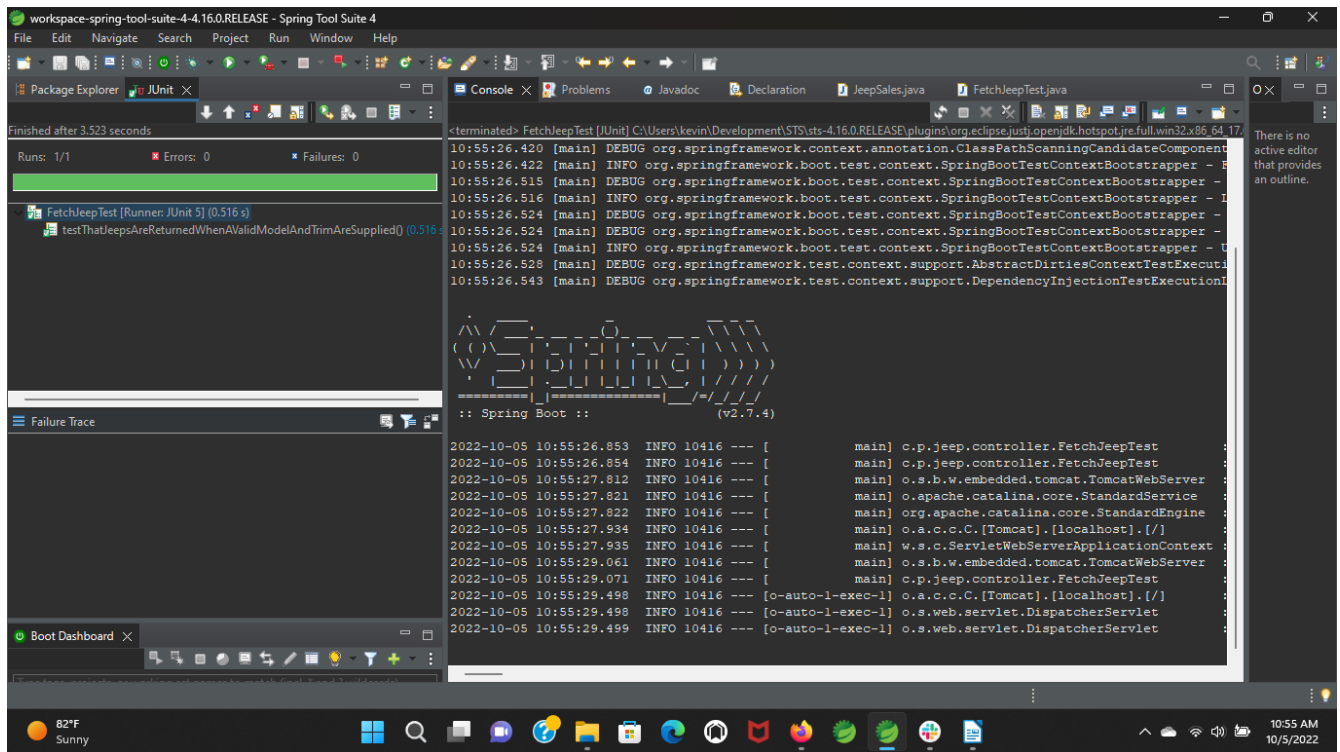 workspace-spring-tool-suite-4-4.16.0.RELEASE - Spring Tool Suite 4
File Edit Navigate Search Project Run Window Help
Package Explorer JUnit
Finished after 3.523 seconds
Runs: 1/1 Errors: 0 Failures: 0
FetchJeepTest [Runner: JUnit 5] (0.516 s)
testThatJeepsAreReturnedWhenAValidModelAndTrimAreSupplied() (0.516 s
Failure Trace
Boot Dashboard
Console Problems Javadoc Declaration JeepSales.java FetchJeepTest.java
<terminated> FetchJeepTest [JUnit] C:\Users\kevin\Development\STS\sts-4.16.0.RELEASE\plugins\org.eclipse.justj.openjdk.hotspot.jre.full.win32.x86_64_17.
10:55:26.420 [main] DEBUG org.springframework.context.annotation.ClassPathScanningCandidateComponent
10:55:26.422 [main] INFO org.springframework.boot.test.context.SpringBootTestContextBootstrapper - F
10:55:26.515 [main] DEBUG org.springframework.boot.test.context.SpringBootTestContextBootstrapper -
10:55:26.516 [main] INFO org.springframework.boot.test.context.SpringBootTestContextBootstrapper - L
10:55:26.524 [main] DEBUG org.springframework.boot.test.context.SpringBootTestContextBootstrapper -
10:55:26.524 [main] DEBUG org.springframework.boot.test.context.SpringBootTestContextBootstrapper -
10:55:26.524 [main] INFO org.springframework.boot.test.context.SpringBootTestContextBootstrapper - U
10:55:26.528 [main] DEBUG org.springframework.test.context.support.AbstractDirtiesContextTestExecuti
10:55:26.543 [main] DEBUG org.springframework.test.context.support.DependencyInjectionTestExecutionL
Spring
:: Spring Boot :: (v2.7.4)
2022-10-05 10:55:26.853 INFO 10416 --- [ main] c.p.jeep.controller.FetchJeepTest :
2022-10-05 10:55:26.854 INFO 10416 --- [ main] c.p.jeep.controller.FetchJeepTest :
2022-10-05 10:55:27.812 INFO 10416 --- [ main] o.s.b.w.embedded.tomcat.TomcatWebServer :
2022-10-05 10:55:27.821 INFO 10416 --- [ main] o.apache.catalina.core.StandardService :
2022-10-05 10:55:27.822 INFO 10416 --- [ main] org.apache.catalina.core.StandardEngine :
2022-10-05 10:55:27.934 INFO 10416 --- [ main] o.a.c.c.C.[Tomcat].[localhost].[/] :
2022-10-05 10:55:27.935 INFO 10416 --- [ main] w.s.c.ServletWebServerApplicationContext :
2022-10-05 10:55:29.061 INFO 10416 --- [ main] o.s.b.w.embedded.tomcat.TomcatWebServer :
2022-10-05 10:55:29.071 INFO 10416 --- [ main] c.p.jeep.controller.FetchJeepTest :
2022-10-05 10:55:29.498 INFO 10416 --- [o-auto-1-exec-1] o.a.c.c.C.[Tomcat].[localhost].[/] :
2022-10-05 10:55:29.498 INFO 10416 --- [o-auto-1-exec-1] o.s.web.servlet.DispatcherServlet :
2022-10-05 10:55:29.499 INFO 10416 --- [o-auto-1-exec-1] o.s.web.servlet.DispatcherServlet :
There is no
active editor
that provides
an outline.
82°F
Sunny
10:55 AM
10/5/2022